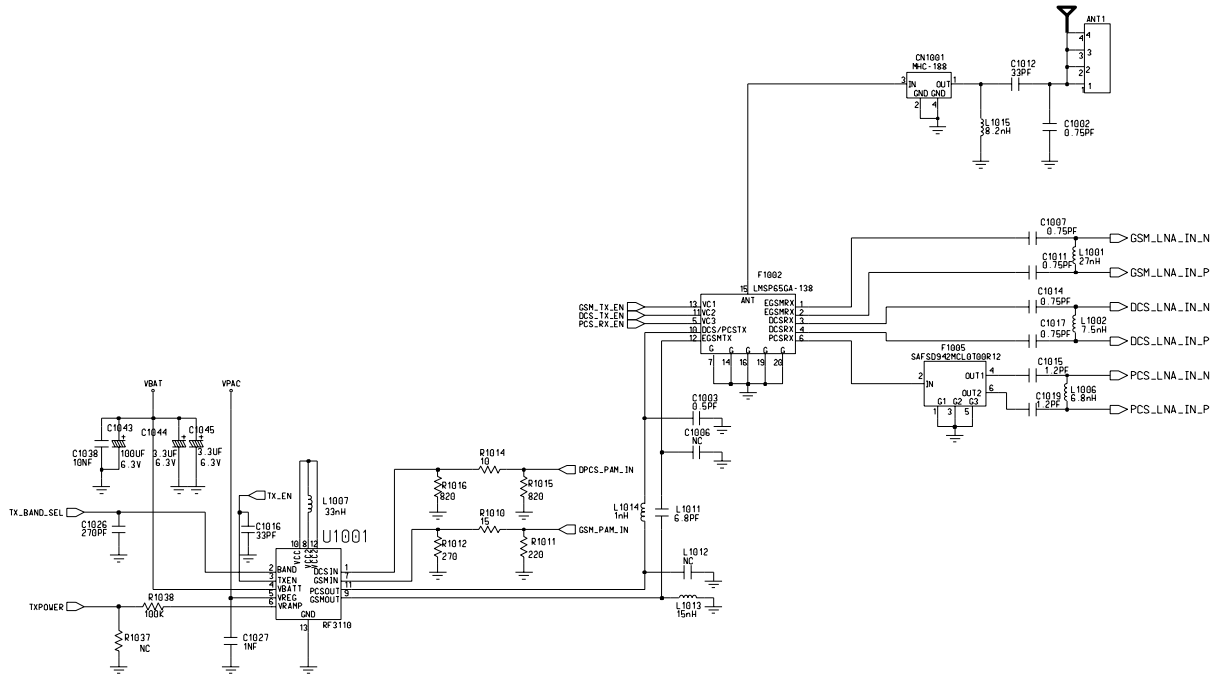 ANT1
4
4
3
3
2
2
1
1
CN1001
MHC-188
3
IN
OUT
1
GND GND
2
4
C1012
33PF
L1015
8.2nH
C1002
0.75PF
C1007
0.75PF
GSM_LNA_IN_N
L1001
27nH
C1011
0.75PF
GSM_LNA_IN_P
C1014
0.75PF
DCS_LNA_IN_N
L1002
7.5nH
C1017
0.75PF
DCS_LNA_IN_P
F1002
LMSP65GA-138
15
ANT
GSM_TX_EN
13
VC1
EGSMRX
1
DCS_TX_EN
11
VC2
EGSMRX
2
PCS_RX_EN
5
VC3
DCSRX
3
10
DCS/PCSTX
DCSRX
4
12
EGSMTX
PCSRX
6
G
G
G
G
G
7
14
16
19
20
F1005
SAFSD942MCL0T00R12
2
IN
OUT1
4
OUT2
6
G1
G2
G3
1
3
5
C1015
1.2PF
PCS_LNA_IN_N
L1006
6.8nH
C1019
1.2PF
PCS_LNA_IN_P
VBAT
VPAC
C1043
100UF
6.3V
C1044
3.3UF
6.3V
C1045
3.3UF
6.3V
C1038
10NF
C1003
0.5PF
C1006
NC
R1014
10
DPCS_PAM_IN
R1016
820
R1015
820
R1010
15
GSM_PAM_IN
R1012
270
R1011
220
L1014
1nH
L1011
6.8PF
L1012
NC
L1013
15nH
TX_EN
L1007
33nH
TX_BAND_SEL
C1026
270PF
C1016
33PF
U1001
10
8
12
VCC
VCC2
VCC2
2
BAND
DCSIN
1
3
TXEN
GSMIN
7
4
VBATT
PCSOUT
11
5
VREG
GSMOUT
9
6
VRAMP
GND
13
RF3110
TXPOWER
R1038
100K
R1037
NC
C1027
1NF